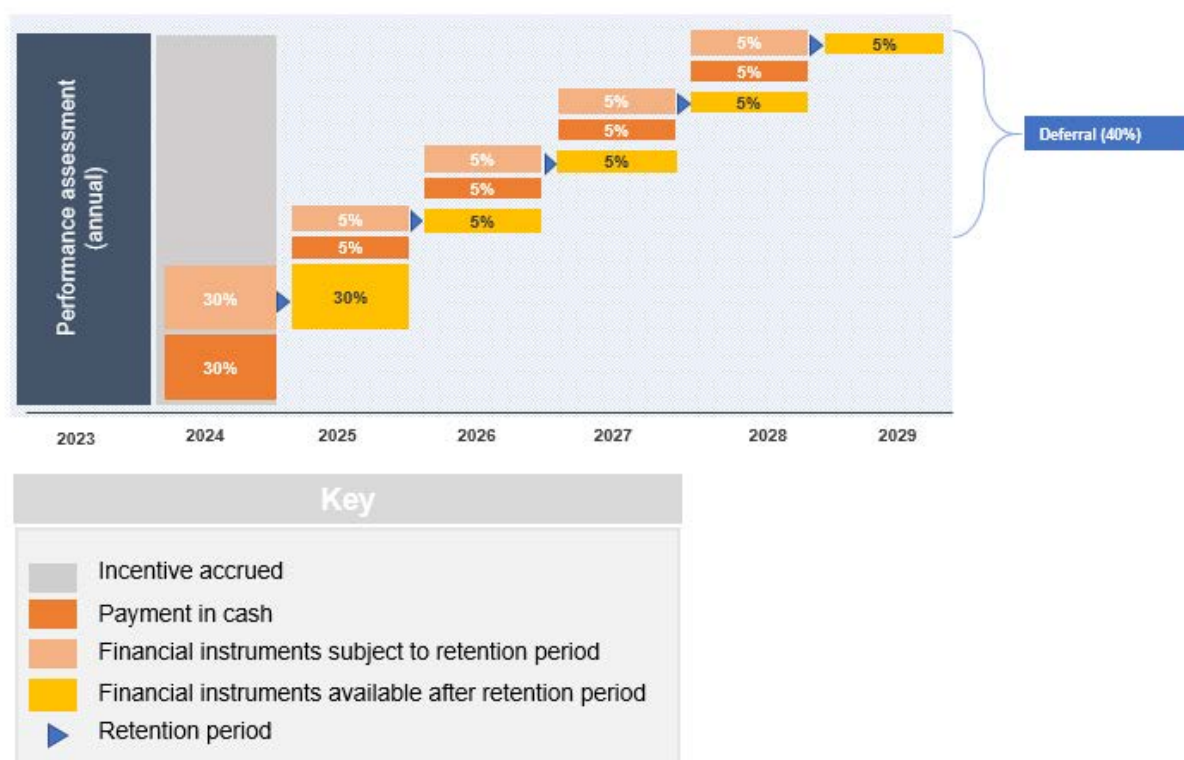 Performance assessment
(annual)
5%
5%
5%
5%
5%
5%
5%
5%
5%
5%
5%
5%
30%
30%
30%
Deferral (40%)
2023
2024
2025
2026
2027
2028
2029
Key
Incentive accrued
Payment in cash
Financial instruments subject to retention period
Financial instruments available after retention period
Retention period